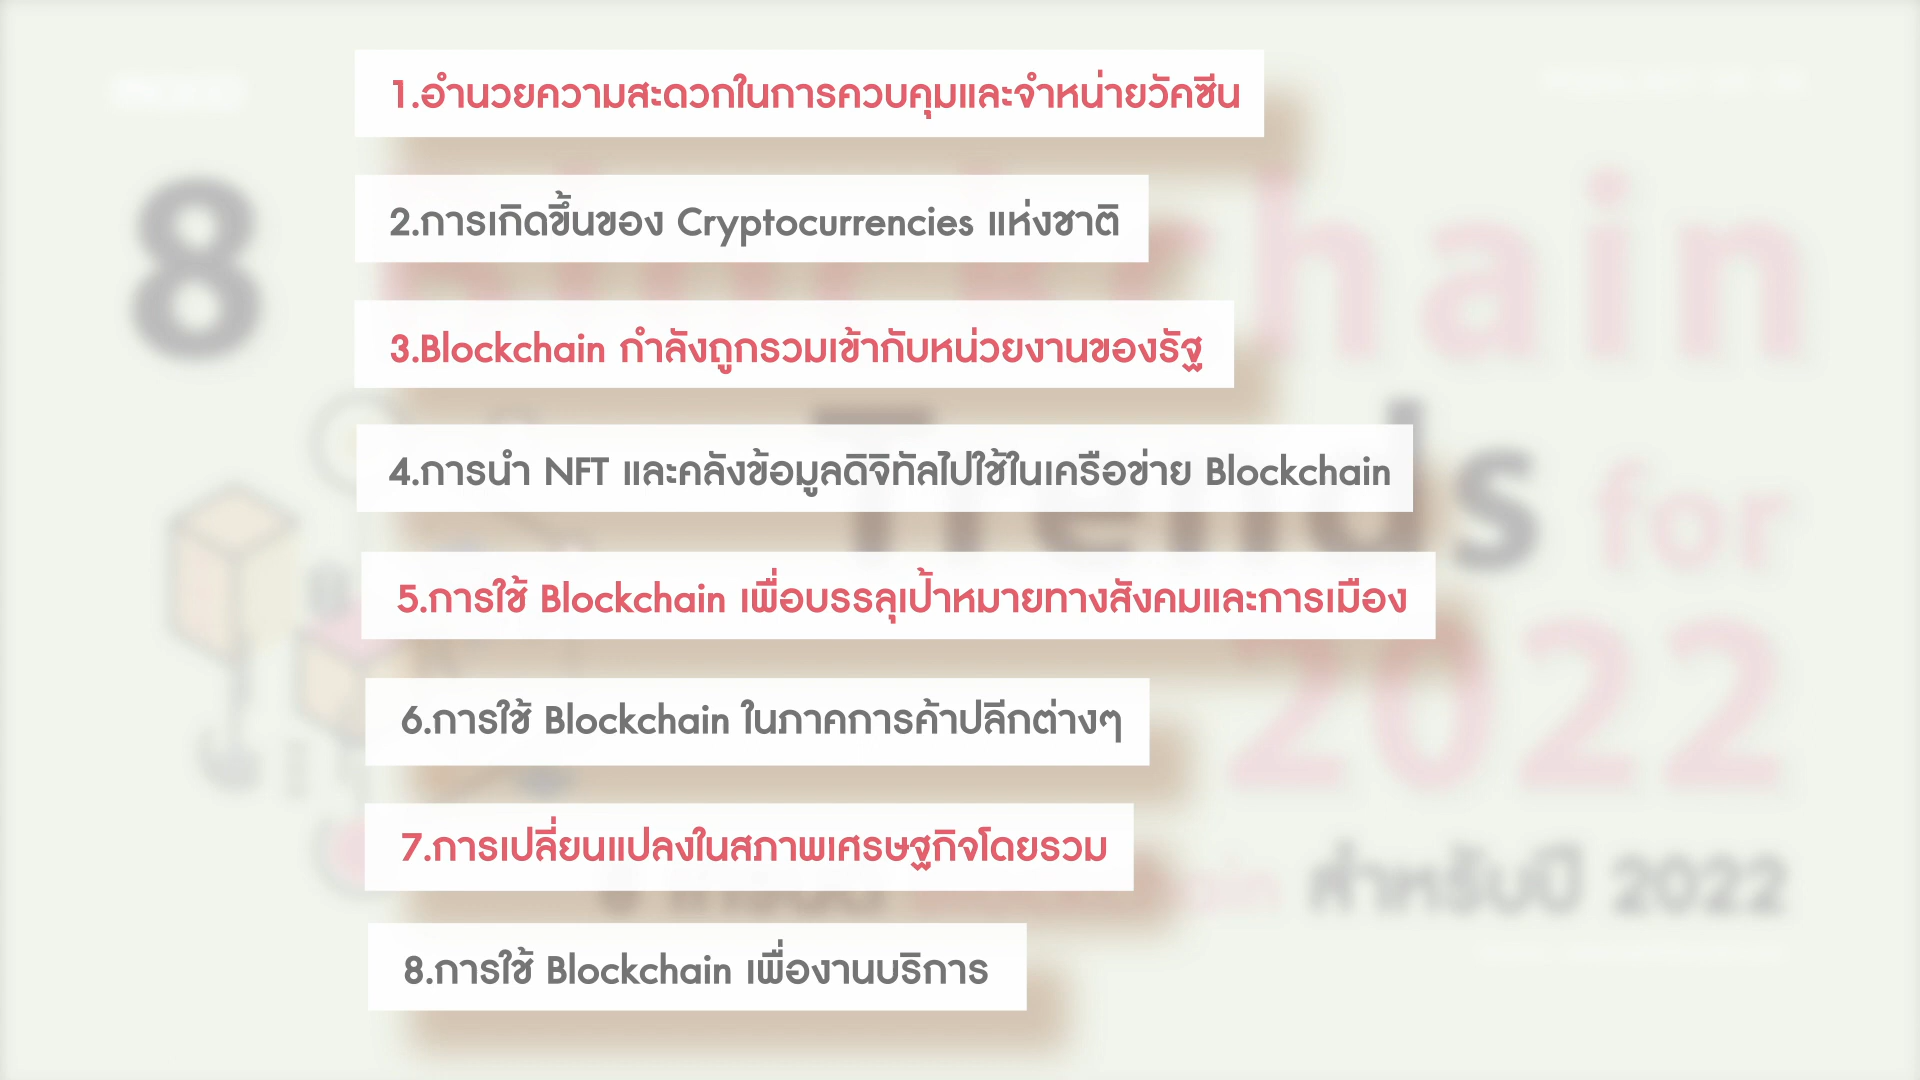 1.อำนวยความสะดวกในการควบคุมและจำหน่ายวัคซีน
2.การเกิดขึ้นของ Cryptocurrencies แห่งชาติ
3.Blockchain กำลังถูกรวมเข้ากับหน่วยงานของรัฐ
4.การนำ NFT และคลังข้อมูลดิจิทัลไปใช้ในเครือข่าย Blockchain
5.การใช้ Blockchain เพื่อบรรลุเป้าหมายทางสังคมและการเมือง
6.การใช้ Blockchain ในภาคการค้าปลีกต่างๆ
7.การเปลี่ยนแปลงในสภาพเศรษฐกิจโดยรวม
8.การใช้ Blockchain เพื่องานบริการ
8
Trends for
2022
สำหรับปี 2022